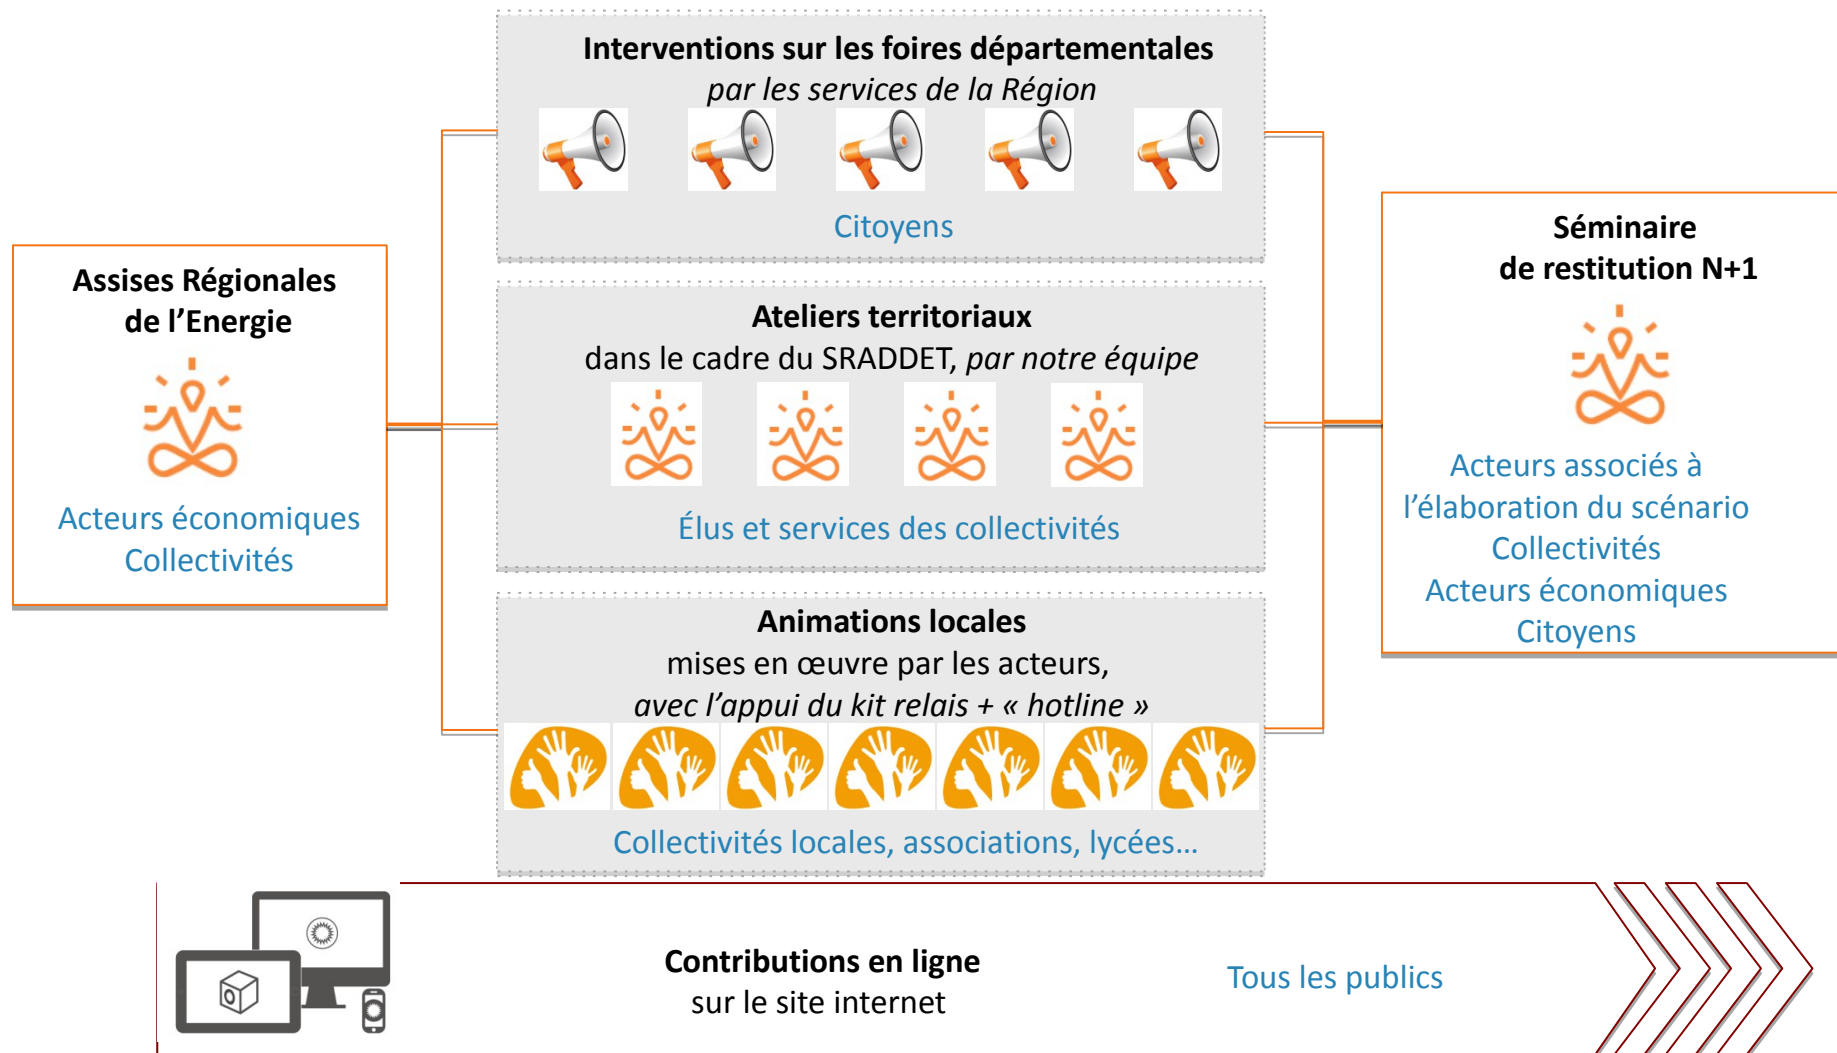 Assises Régionales
de l’Energie
Acteurs économiques
Collectivités
Interventions sur les foires départementales
par les services de la Région
Citoyens
Ateliers territoriaux
dans le cadre du SRADDET, par notre équipe
Élus et services des collectivités
Animations locales
mises en œuvre par les acteurs,
avec l’appui du kit relais + « hotline »
Collectivités locales, associations, lycées…
Séminaire
de restitution N+1
Acteurs associés à
l’élaboration du scénario
Collectivités
Acteurs économiques
Citoyens
Contributions en ligne
sur le site internet
Tous les publics